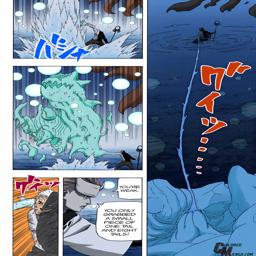 バシィ
グイッ……
グイッ
YOU'RE
WEAK.
YOU ONLY
GRABBED
A SMALL
PIECE OF
ONE TAIL
AND EIGHT
TAILS!